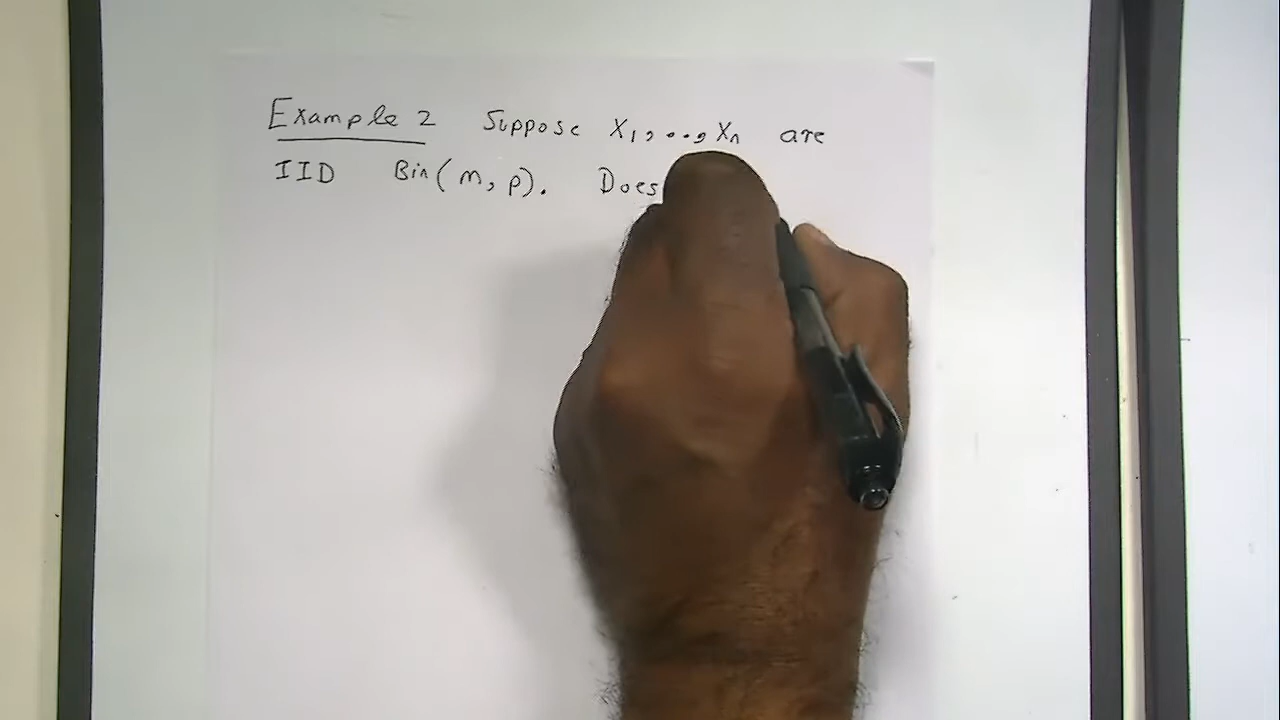 Example 2 Suppose X₁,..,Xₙ are
IID Bin(m,p). Does